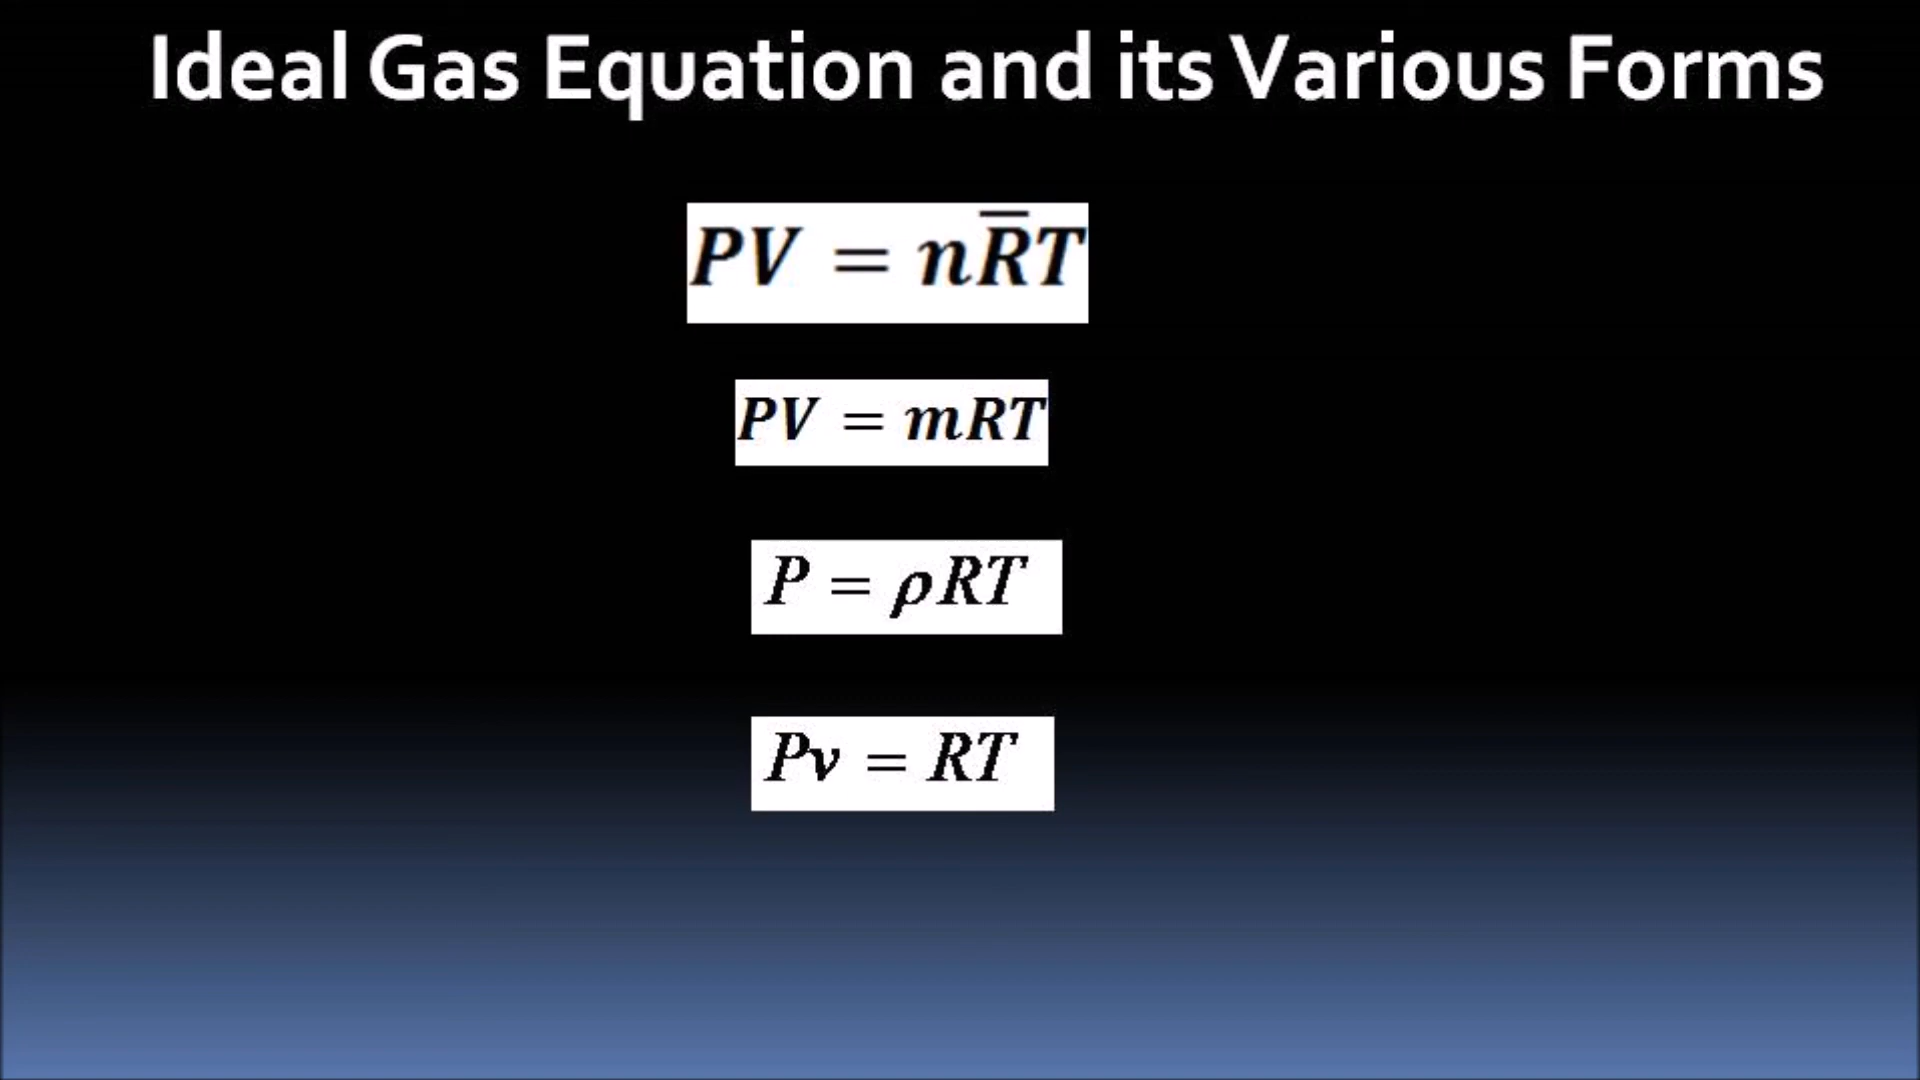 Ideal Gas Equation and its Various Forms
PV = nR̅T
PV = mRT
P = ρRT
Pv = RT